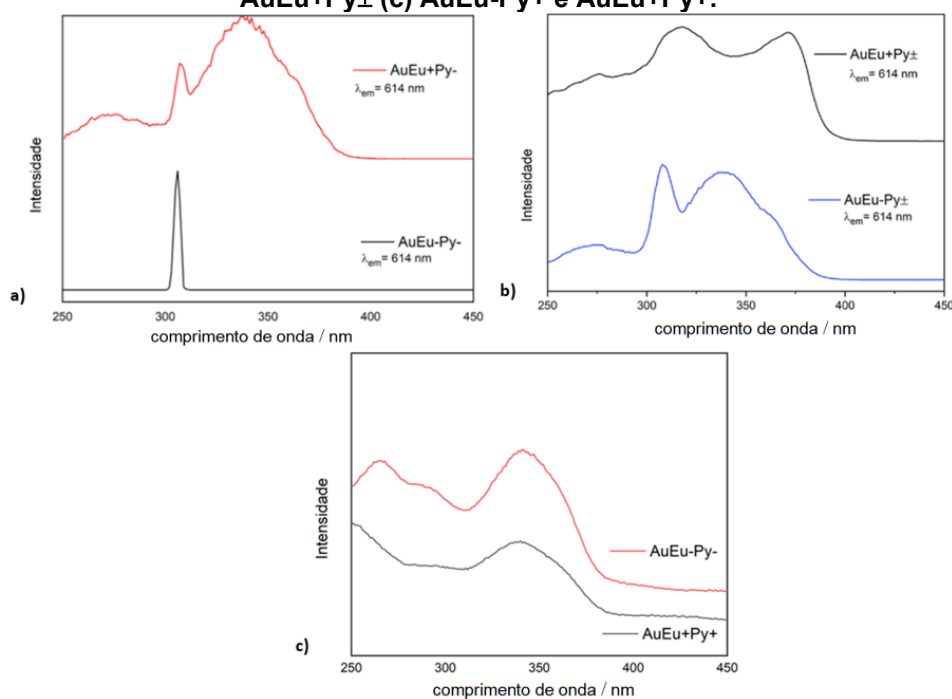 AuEu+Py± (c) AuEu-Py+ e AuEu+Py+.
AuEu+Py-
λem= 614 nm
AuEu-Py-
λem= 614 nm
Intensidade
a)
250 300 350 400 450
comprimento de onda / nm
AuEu+Py±
λem= 614 nm
AuEu-Py±
λem= 614 nm
Intensidade
b)
250 300 350 400 450
comprimento de onda / nm
AuEu-Py-
AuEu+Py+
Intensidade
c)
250 300 350 400 450
comprimento de onda / nm